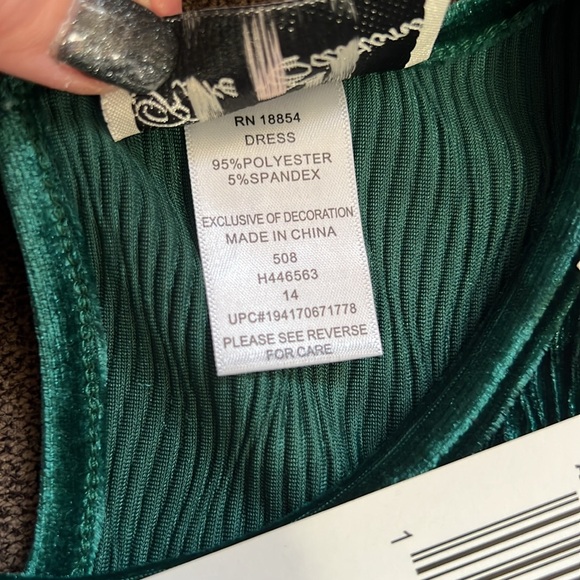 RN 18854
DRESS
95%POLYESTER
5%SPANDEX
EXCLUSIVE OF DECORATION
MADE IN CHINA
508
H446563
14
UPC#194170671778
PLEASE SEE REVERSE
FOR CARE
1